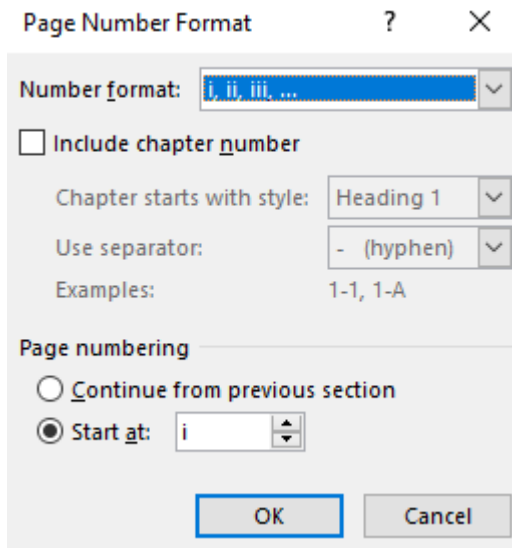 Page Number Format ? ×
Number format: i, ii, iii, ...
Include chapter number
Chapter starts with style: Heading 1
Use separator: - (hyphen)
Examples: 1-1, 1-A
Page numbering
Continue from previous section
Start at: i
OK Cancel